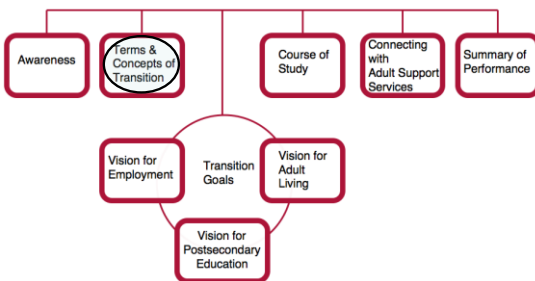 Awareness
Terms &
Concepts of
Transition
Course of
Study
Connecting
with
Adult Support
Services
Summary of
Performance
Vision for
Employment
Transition
Goals
Vision for
Adult
Living
Vision for
Postsecondary
Education